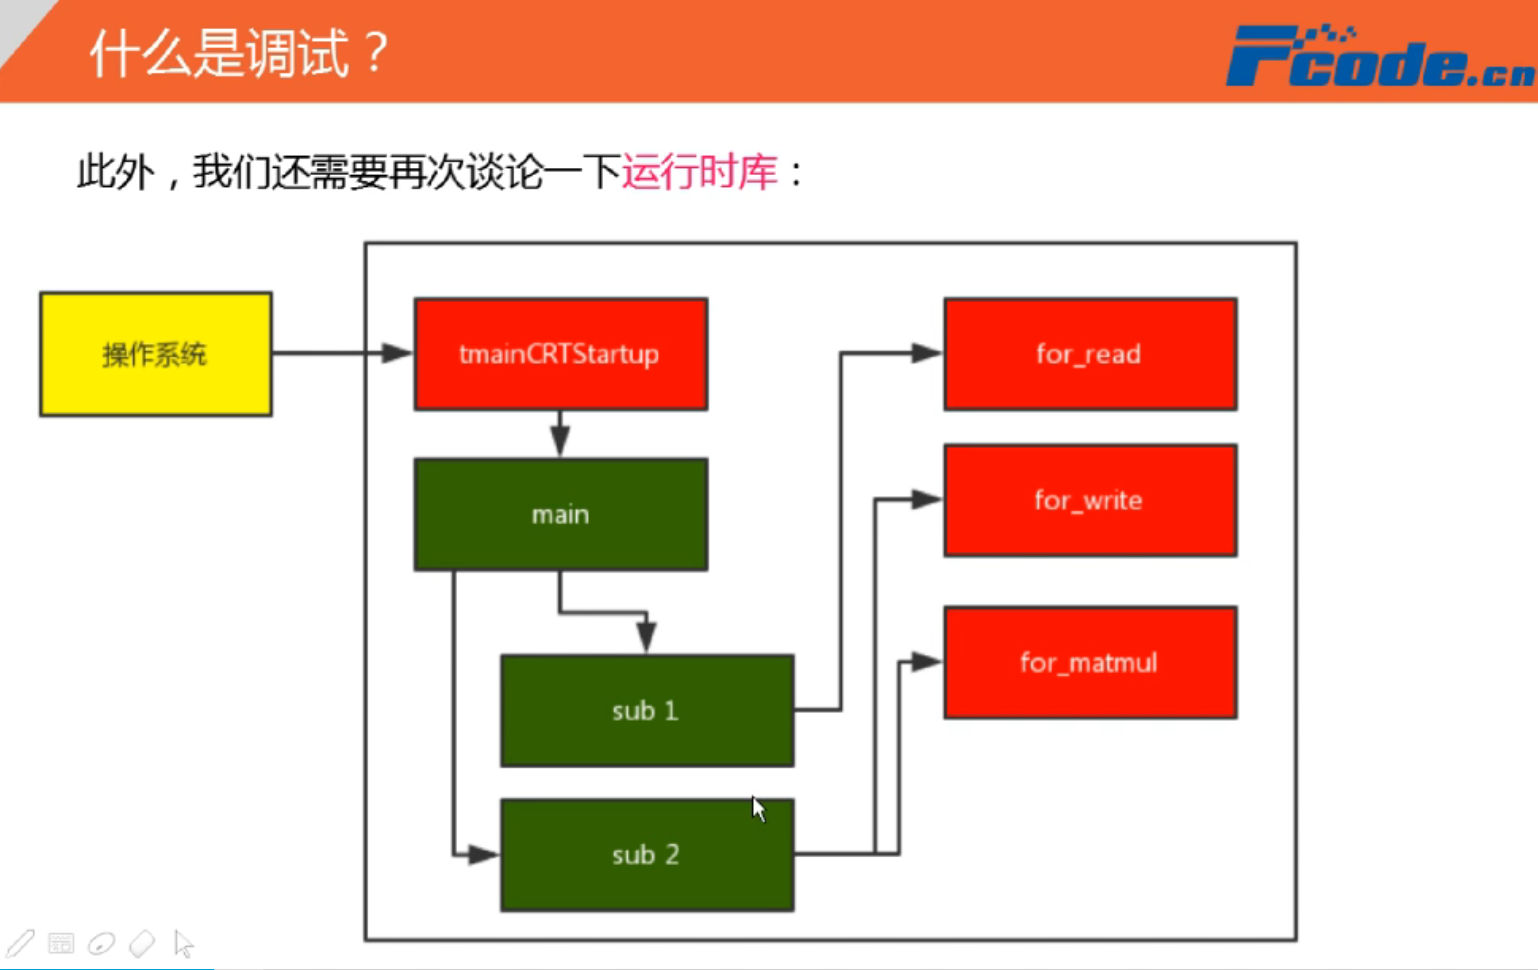 什么是调试？
Fcode.cn
此外，我们还需要再次谈论一下运行时库：
操作系统
tmainCRTStartup
for_read
main
for_write
for_matmul
sub 1
sub 2